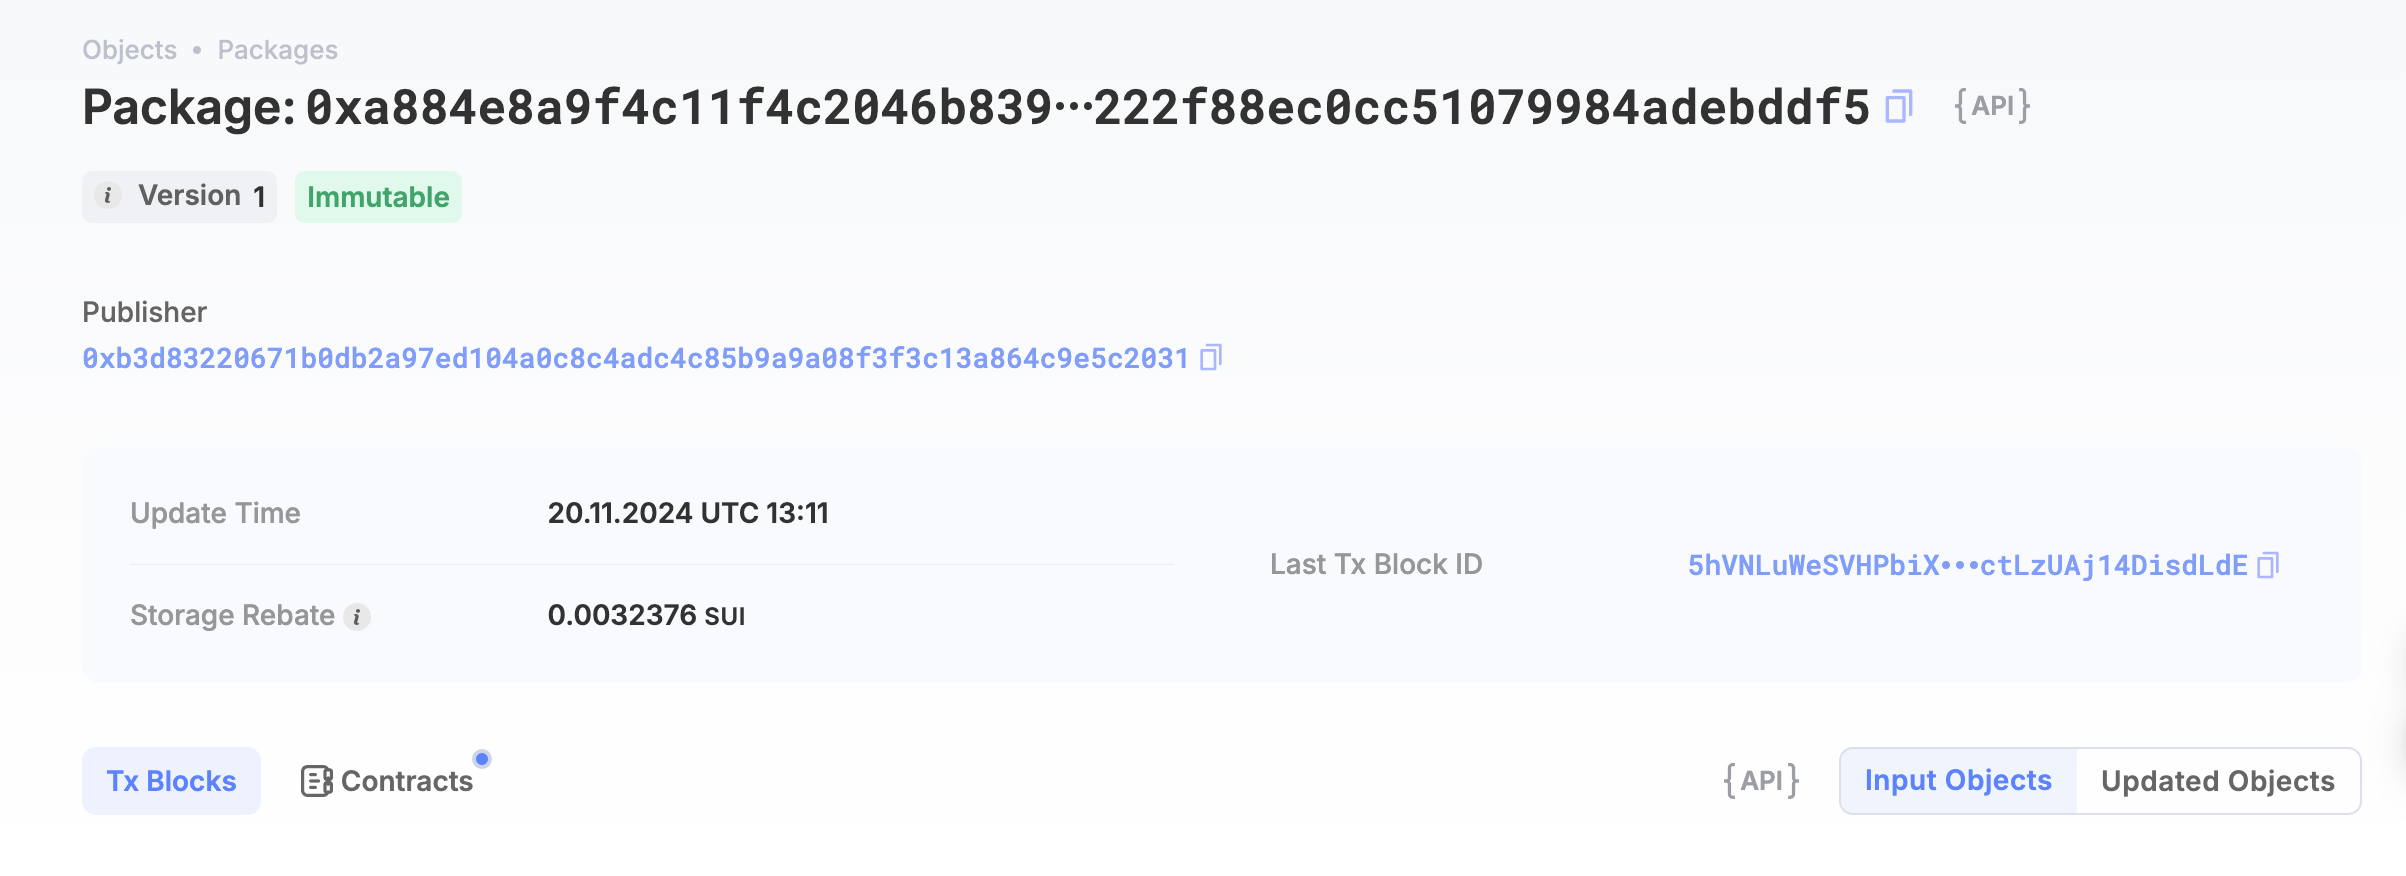 Objects • Packages
Package: 0xa884e8a9f4c11f4c2046b839···222f88ec0cc51079984adebddf5 {API}
i Version 1 Immutable
Publisher
0xb3d83220671b0db2a97ed104a0c8c4adc4c85b9a9a08f3f3c13a864c9e5c2031
Update Time 20.11.2024 UTC 13:11
Last Tx Block ID 5hVNLuWeSVHPbiX•••ctLzUAj14DisdLdE
Storage Rebate i 0.0032376 SUI
Tx Blocks Contracts {API} Input Objects Updated Objects